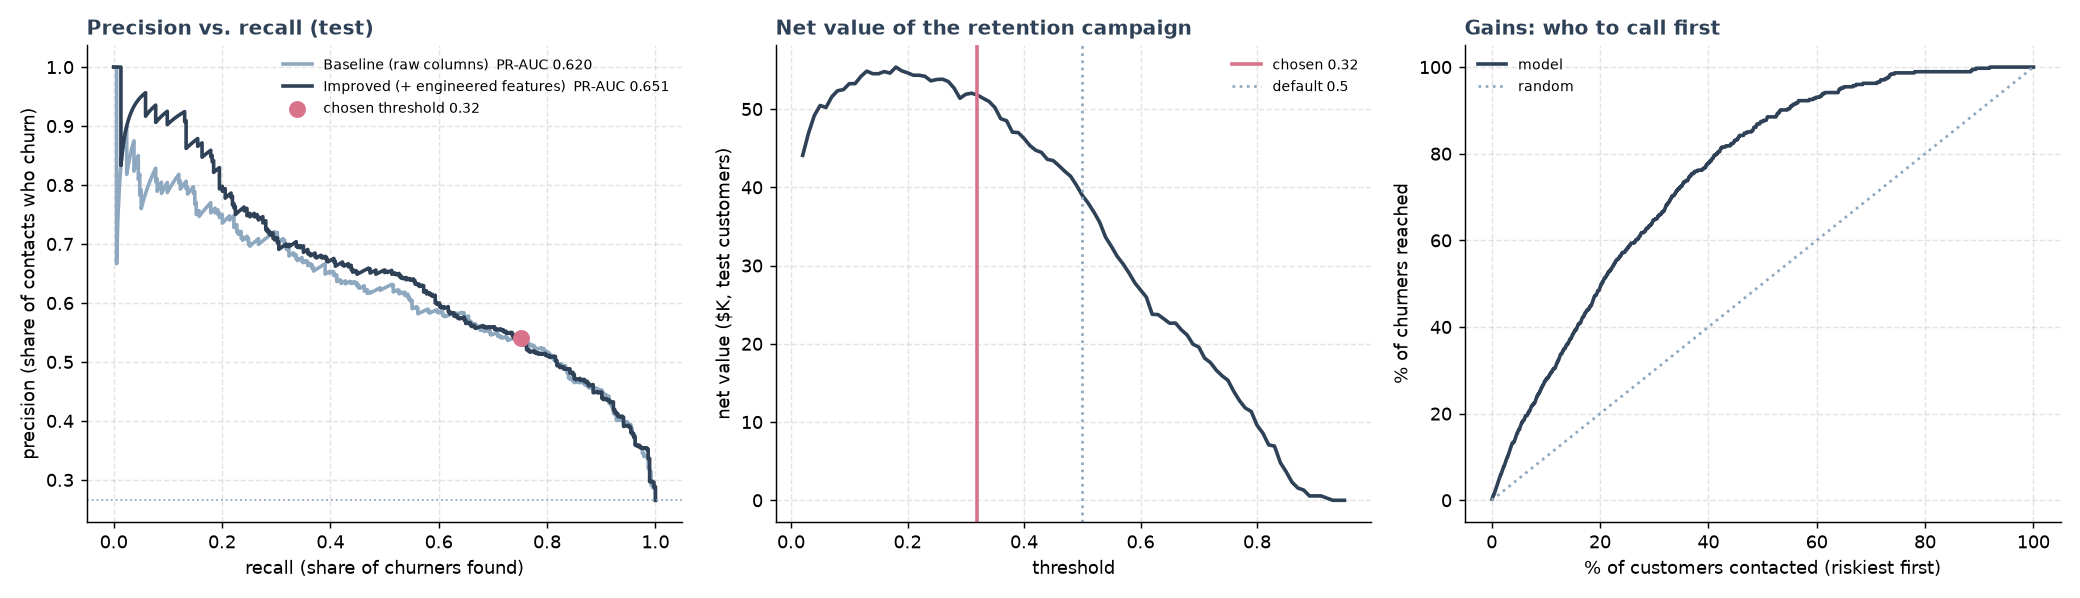 Precision vs. recall (test)
Baseline (raw columns)  PR-AUC 0.620
Improved (+ engineered features)  PR-AUC 0.651
chosen threshold 0.32
precision (share of contacts who churn)
1.0
0.9
0.8
0.7
0.6
0.5
0.4
0.3
0.0 0.2 0.4 0.6 0.8 1.0
recall (share of churners found)
Net value of the retention campaign
chosen 0.32
default 0.5
net value ($K, test customers)
50
40
30
20
10
0
0.0 0.2 0.4 0.6 0.8
threshold
Gains: who to call first
model
random
% of churners reached
100
80
60
40
20
0
0 20 40 60 80 100
% of customers contacted (riskiest first)